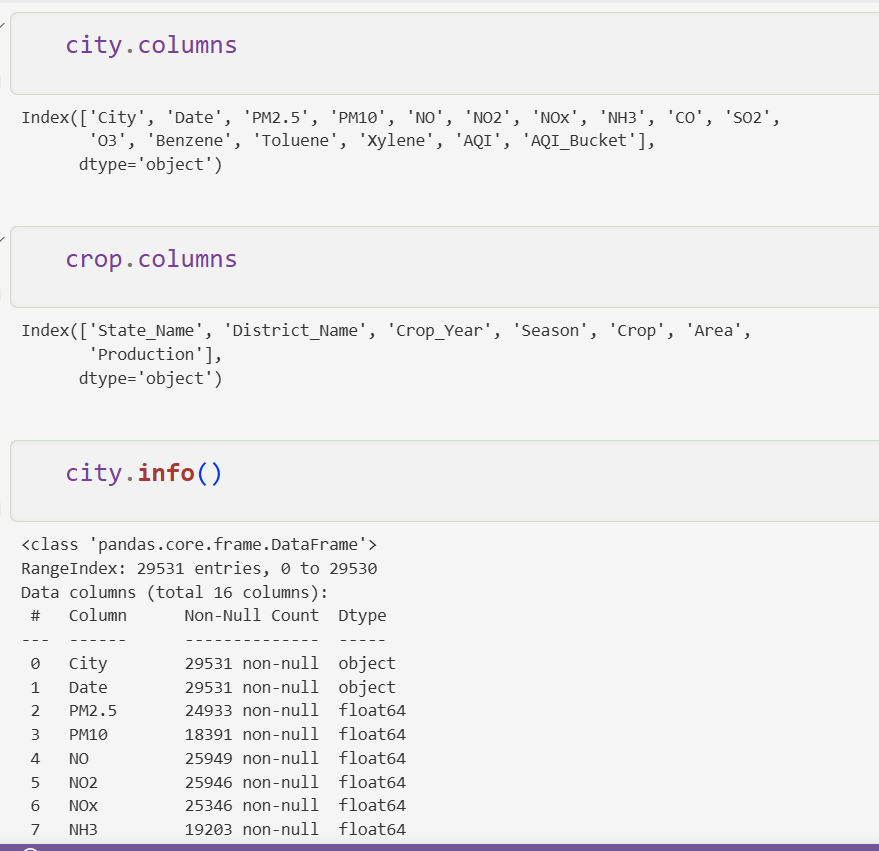 city.columns
Index(['City', 'Date', 'PM2.5', 'PM10', 'NO', 'NO2', 'NOx', 'NH3', 'CO', 'SO2',
       'O3', 'Benzene', 'Toluene', 'Xylene', 'AQI', 'AQI_Bucket'],
      dtype='object')
crop.columns
Index(['State_Name', 'District_Name', 'Crop_Year', 'Season', 'Crop', 'Area',
       'Production'],
      dtype='object')
city.info()
<class 'pandas.core.frame.DataFrame'>
RangeIndex: 29531 entries, 0 to 29530
Data columns (total 16 columns):
 #   Column      Non-Null Count  Dtype
---  ------      --------------  -----
 0   City        29531 non-null  object
 1   Date        29531 non-null  object
 2   PM2.5       24933 non-null  float64
 3   PM10        18391 non-null  float64
 4   NO          25949 non-null  float64
 5   NO2         25946 non-null  float64
 6   NOx         25346 non-null  float64
 7   NH3         19203 non-null  float64